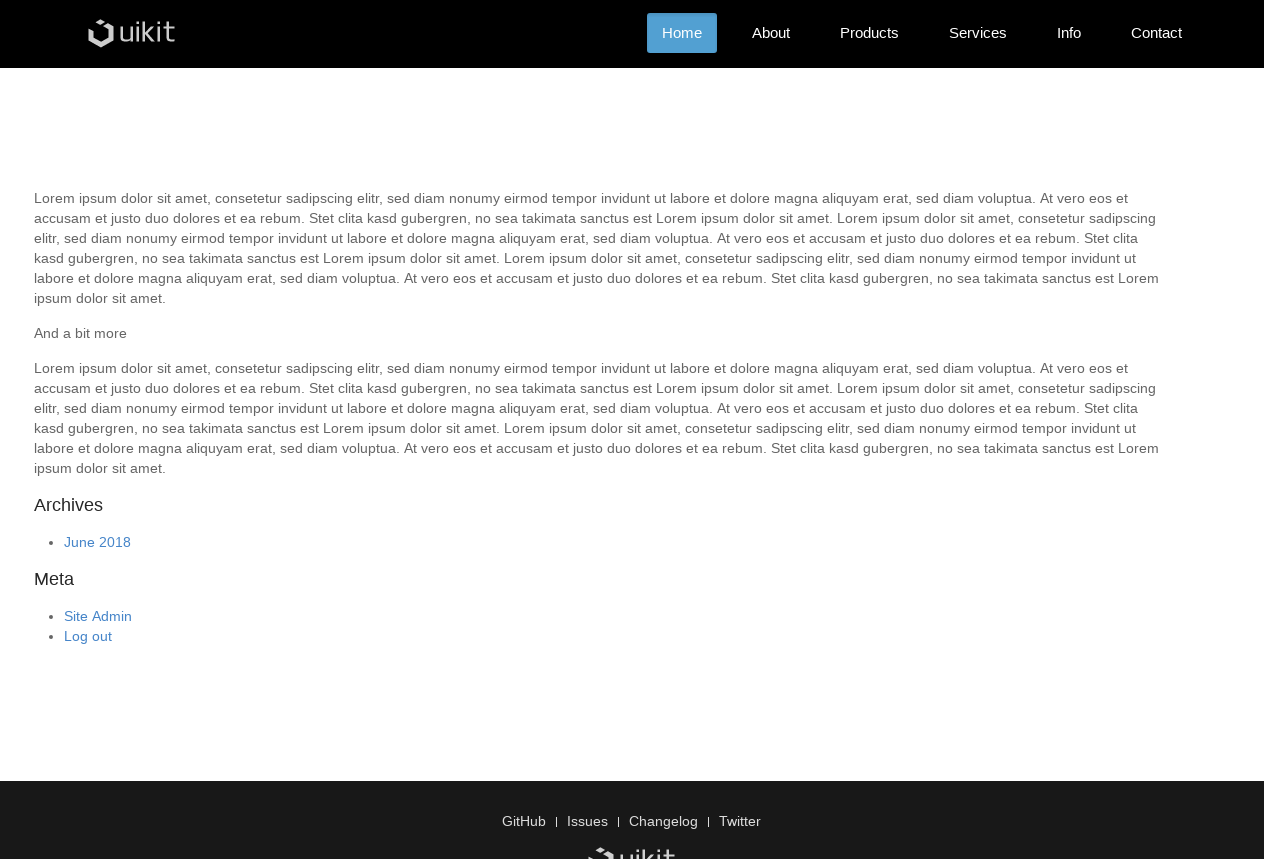 uikit
Home About Products Services Info Contact
Lorem ipsum dolor sit amet, consetetur sadipscing elitr, sed diam nonumy eirmod tempor invidunt ut labore et dolore magna aliquyam erat, sed diam voluptua. At vero eos et
accusam et justo duo dolores et ea rebum. Stet clita kasd gubergren, no sea takimata sanctus est Lorem ipsum dolor sit amet. Lorem ipsum dolor sit amet, consetetur sadipscing
elitr, sed diam nonumy eirmod tempor invidunt ut labore et dolore magna aliquyam erat, sed diam voluptua. At vero eos et accusam et justo duo dolores et ea rebum. Stet clita
kasd gubergren, no sea takimata sanctus est Lorem ipsum dolor sit amet. Lorem ipsum dolor sit amet, consetetur sadipscing elitr, sed diam nonumy eirmod tempor invidunt ut
labore et dolore magna aliquyam erat, sed diam voluptua. At vero eos et accusam et justo duo dolores et ea rebum. Stet clita kasd gubergren, no sea takimata sanctus est Lorem
ipsum dolor sit amet.
And a bit more
Lorem ipsum dolor sit amet, consetetur sadipscing elitr, sed diam nonumy eirmod tempor invidunt ut labore et dolore magna aliquyam erat, sed diam voluptua. At vero eos et
accusam et justo duo dolores et ea rebum. Stet clita kasd gubergren, no sea takimata sanctus est Lorem ipsum dolor sit amet. Lorem ipsum dolor sit amet, consetetur sadipscing
elitr, sed diam nonumy eirmod tempor invidunt ut labore et dolore magna aliquyam erat, sed diam voluptua. At vero eos et accusam et justo duo dolores et ea rebum. Stet clita
kasd gubergren, no sea takimata sanctus est Lorem ipsum dolor sit amet. Lorem ipsum dolor sit amet, consetetur sadipscing elitr, sed diam nonumy eirmod tempor invidunt ut
labore et dolore magna aliquyam erat, sed diam voluptua. At vero eos et accusam et justo duo dolores et ea rebum. Stet clita kasd gubergren, no sea takimata sanctus est Lorem
ipsum dolor sit amet.
Archives
• June 2018
Meta
• Site Admin
• Log out
GitHub | Issues | Changelog | Twitter
uikit